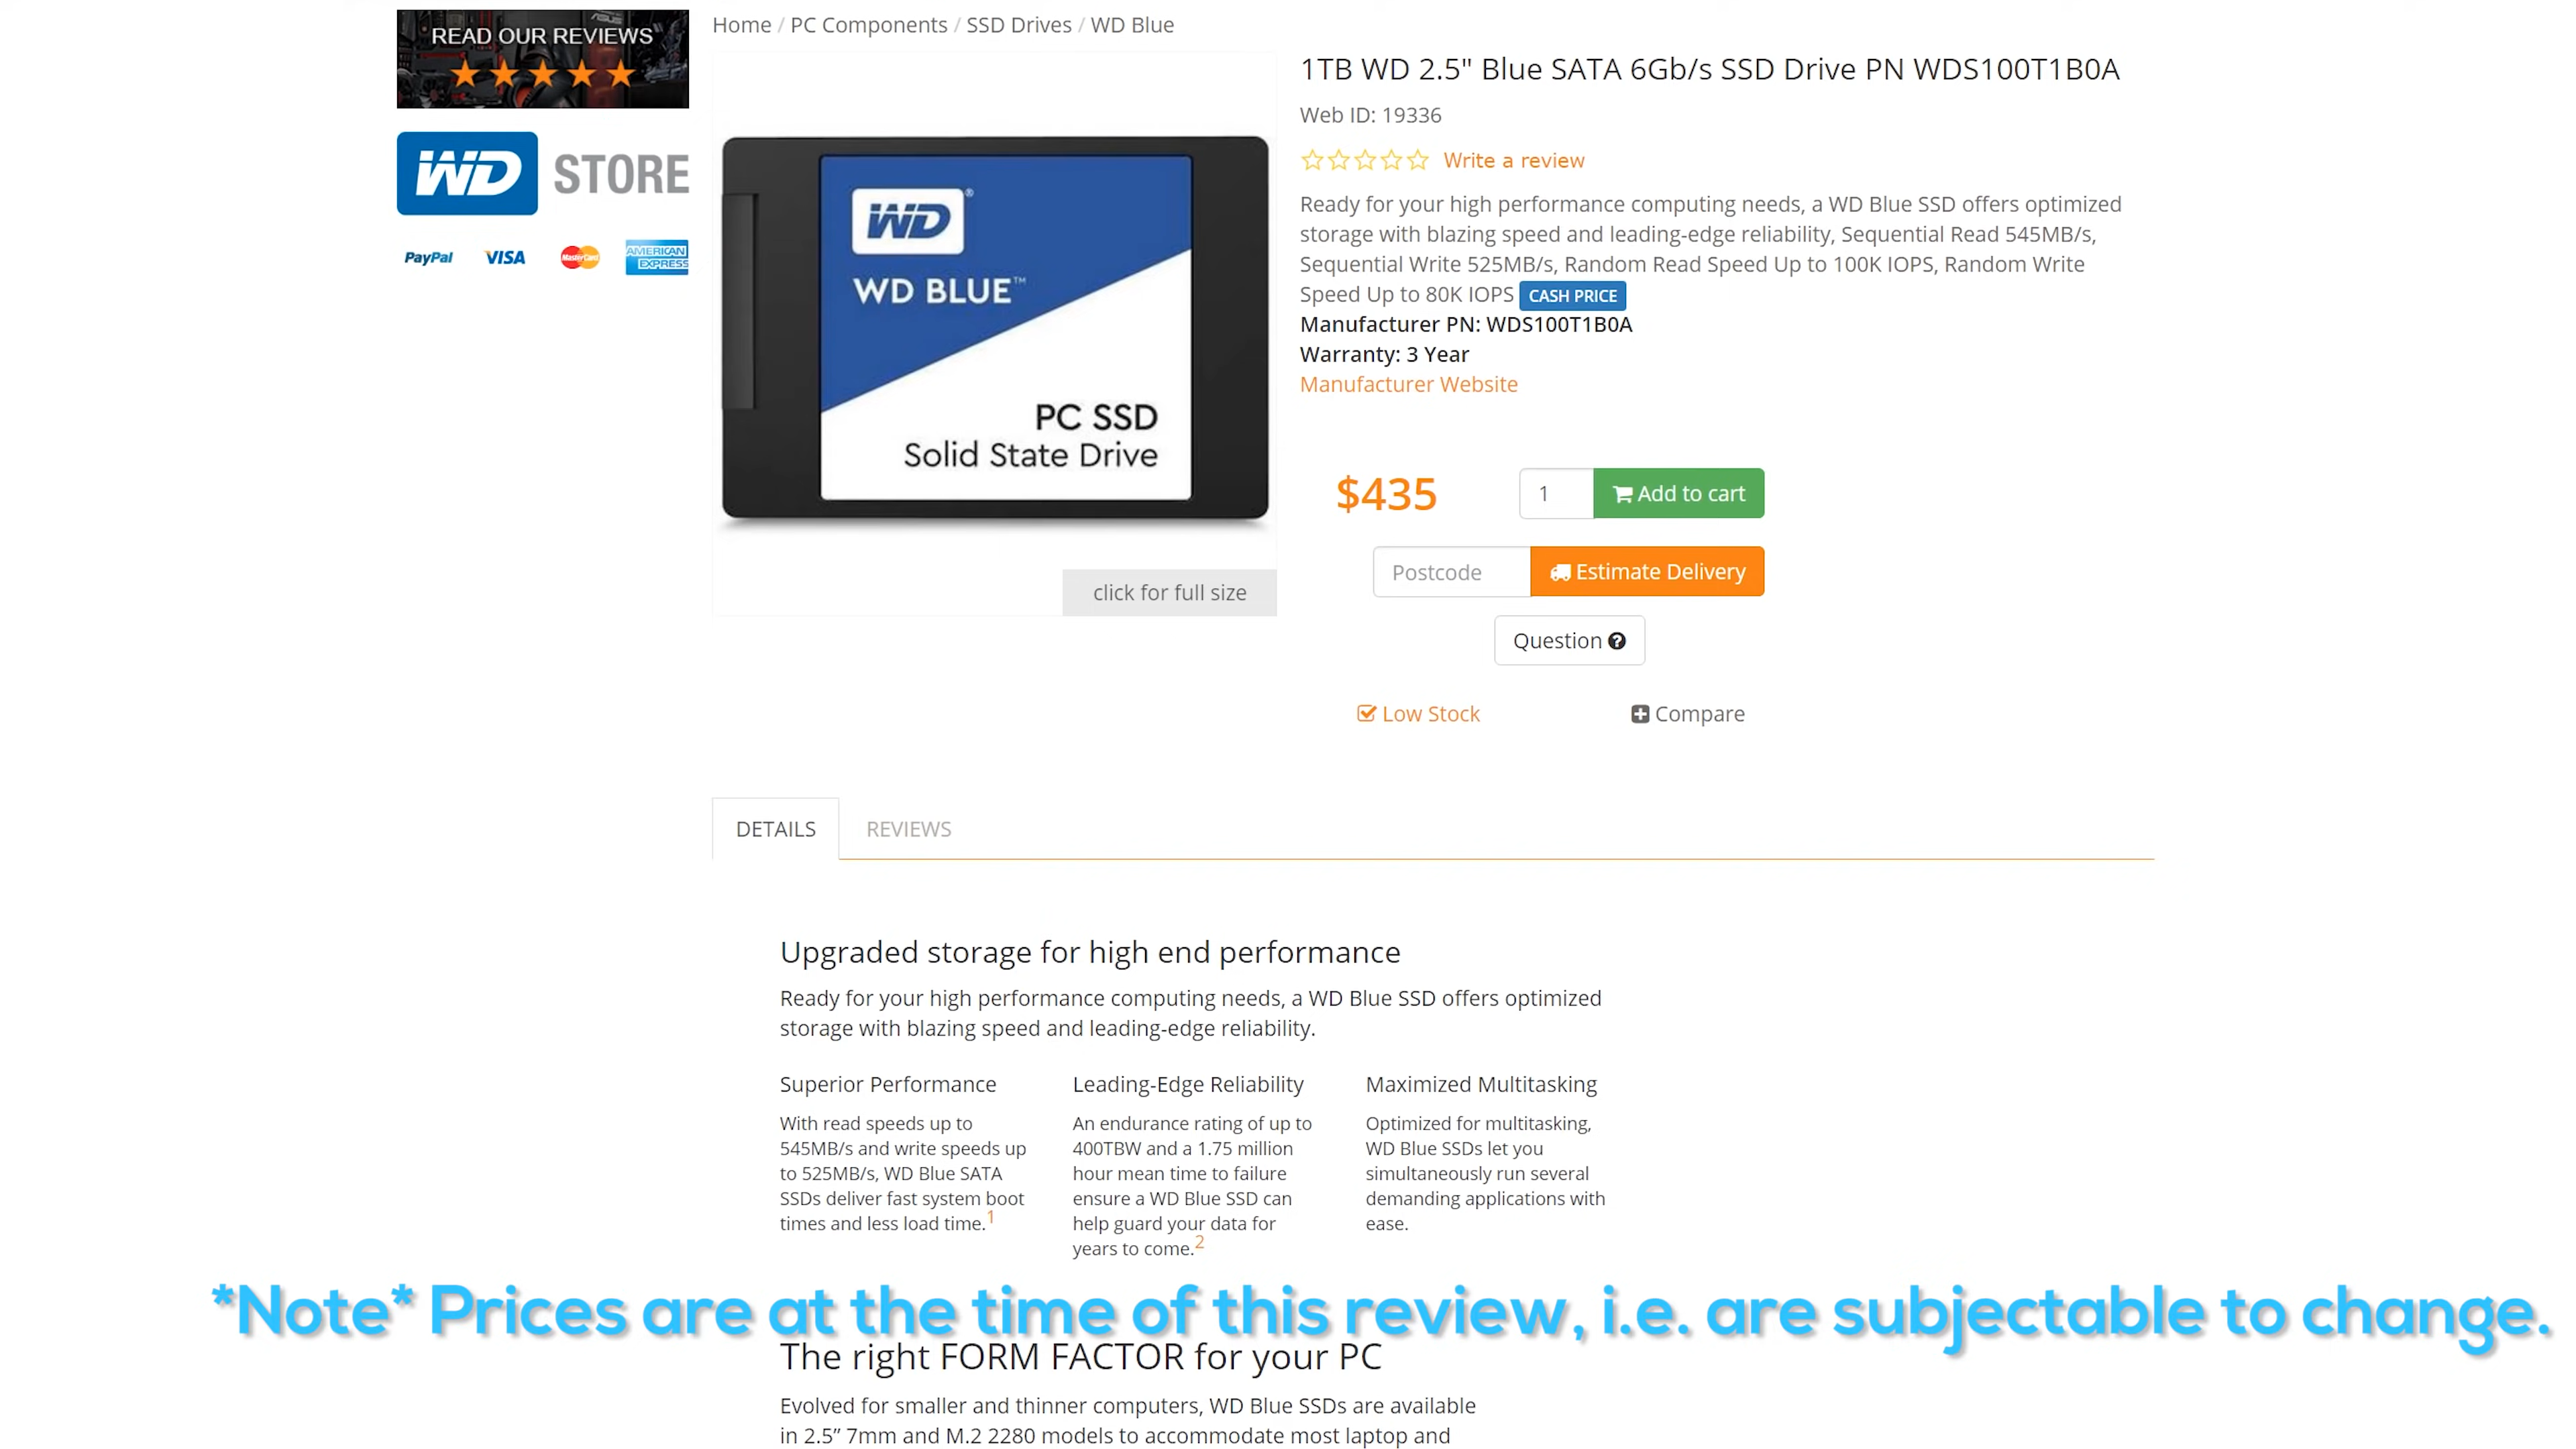 READ OUR REVIEWS
WD STORE
PayPal VISA MasterCard AMERICAN EXPRESS
Home / PC Components / SSD Drives / WD Blue
WD®
WD BLUE™
PC SSD
Solid State Drive
click for full size
1TB WD 2.5" Blue SATA 6Gb/s SSD Drive PN WDS100T1B0A
Web ID: 19336
Write a review
Ready for your high performance computing needs, a WD Blue SSD offers optimized
storage with blazing speed and leading-edge reliability, Sequential Read 545MB/s,
Sequential Write 525MB/s, Random Read Speed Up to 100K IOPS, Random Write
Speed Up to 80K IOPS CASH PRICE
Manufacturer PN: WDS100T1B0A
Warranty: 3 Year
Manufacturer Website
$435 1 Add to cart
Postcode Estimate Delivery
Question
Low Stock Compare
DETAILS REVIEWS
Upgraded storage for high end performance
Ready for your high performance computing needs, a WD Blue SSD offers optimized
storage with blazing speed and leading-edge reliability.
Superior Performance
With read speeds up to
545MB/s and write speeds up
to 525MB/s, WD Blue SATA
SSDs deliver fast system boot
times and less load time.1
Leading-Edge Reliability
An endurance rating of up to
400TBW and a 1.75 million
hour mean time to failure
ensure a WD Blue SSD can
help guard your data for
years to come.2
Maximized Multitasking
Optimized for multitasking,
WD Blue SSDs let you
simultaneously run several
demanding applications with
ease.
*Note* Prices are at the time of this review, i.e. are subjectable to change.
The right FORM FACTOR for your PC
Evolved for smaller and thinner computers, WD Blue SSDs are available
in 2.5” 7mm and M.2 2280 models to accommodate most laptop and